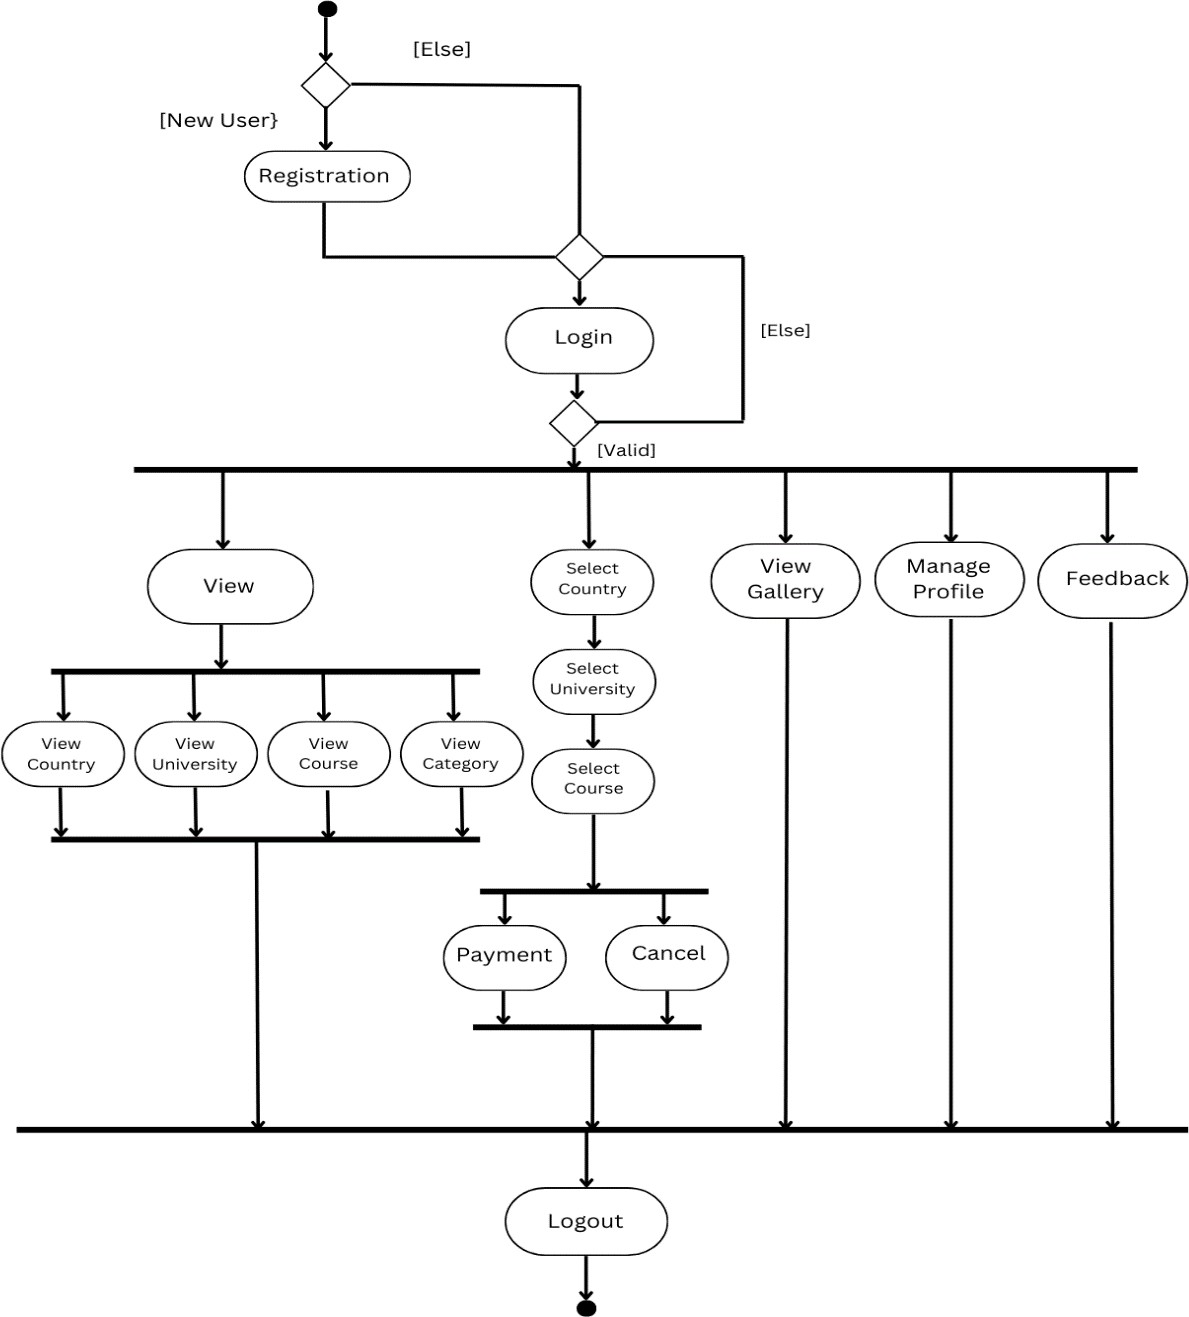 [Else]
[New User}
Registration
Login
[Else]
[Valid]
View
Select
Country
View
Gallery
Manage
Profile
Feedback
Select
University
View
Country
View
University
View
Course
View
Category
Select
Course
Payment
Cancel
Logout